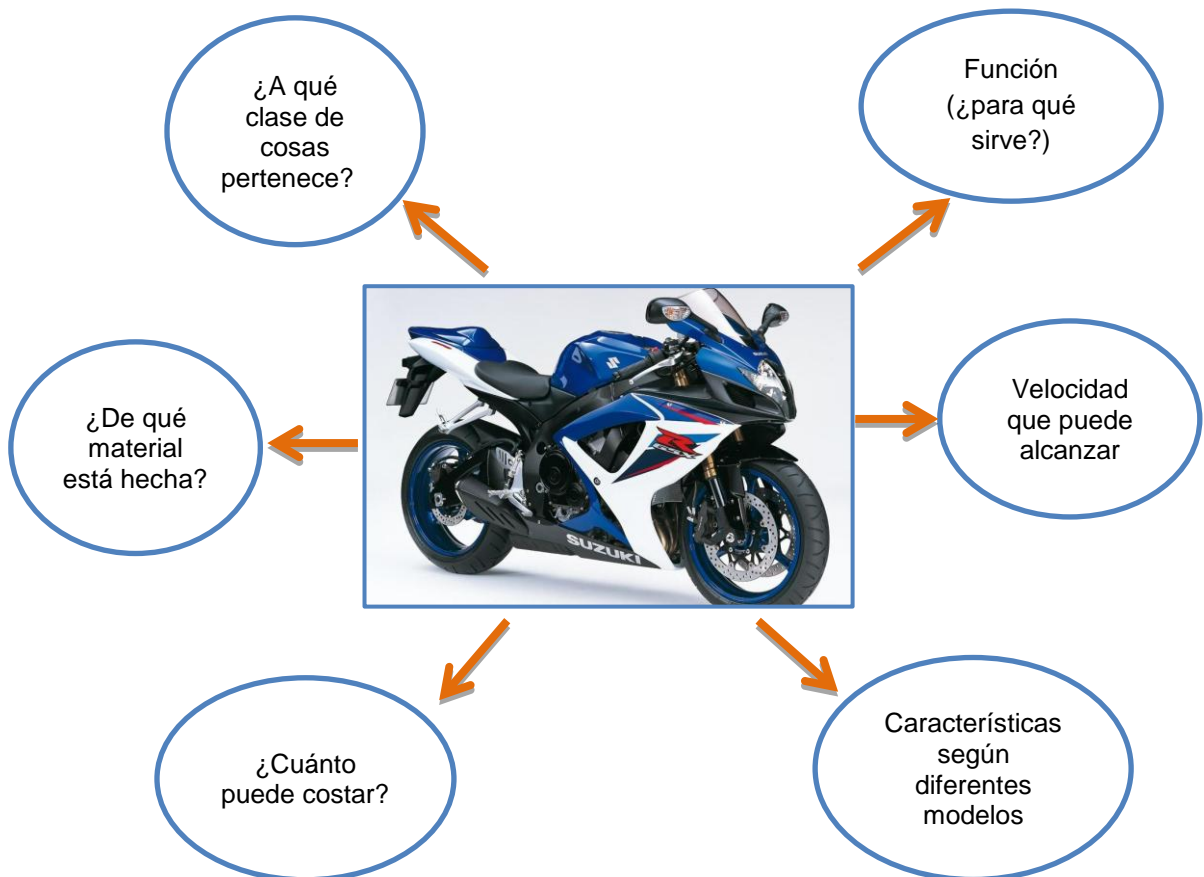 ¿A qué
clase de
cosas
pertenece?
Función
(¿para qué
sirve?)
¿De qué
material
está hecha?
Velocidad
que puede
alcanzar
R
SUZUKI
¿Cuánto
puede costar?
Características
según
diferentes
modelos